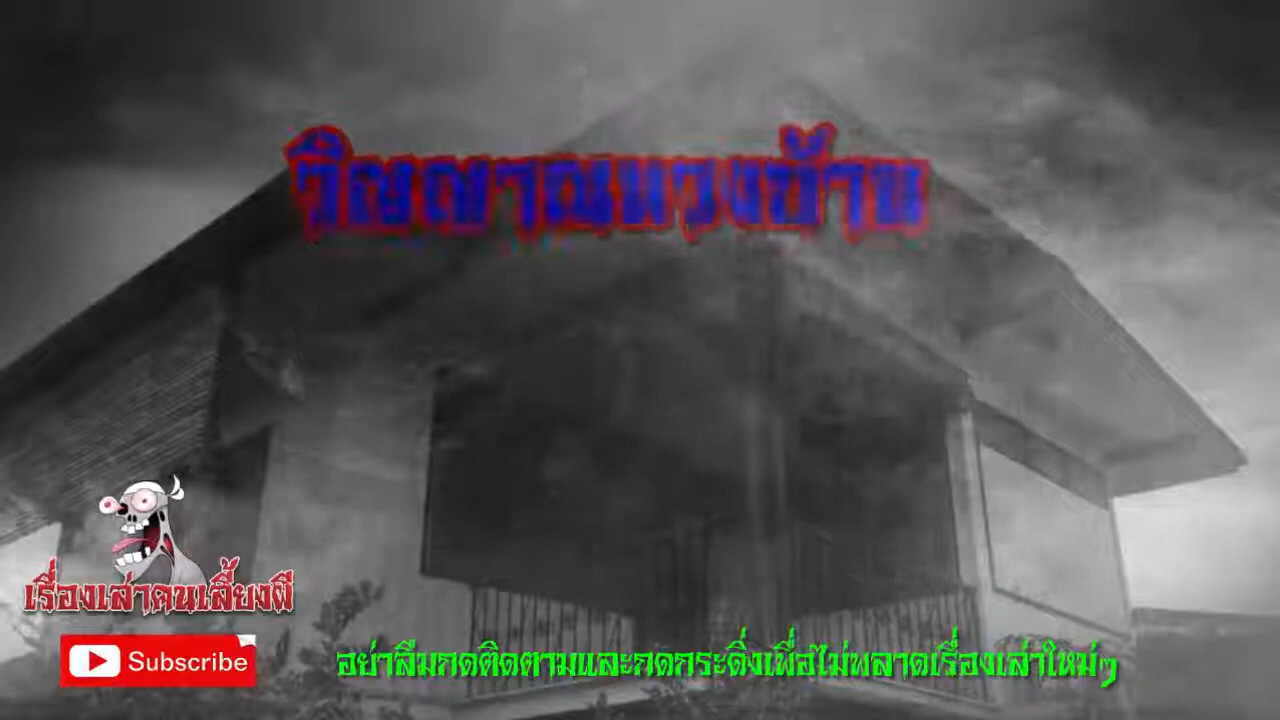 วิญญาณหวงบ้าน
เรื่องเล่าคนเลี้ยงผี
Subscribe
อย่าลืมกดติดตามและกดกระดิ่งเพื่อไม่พลาดเรื่องเล่าใหม่ๆ